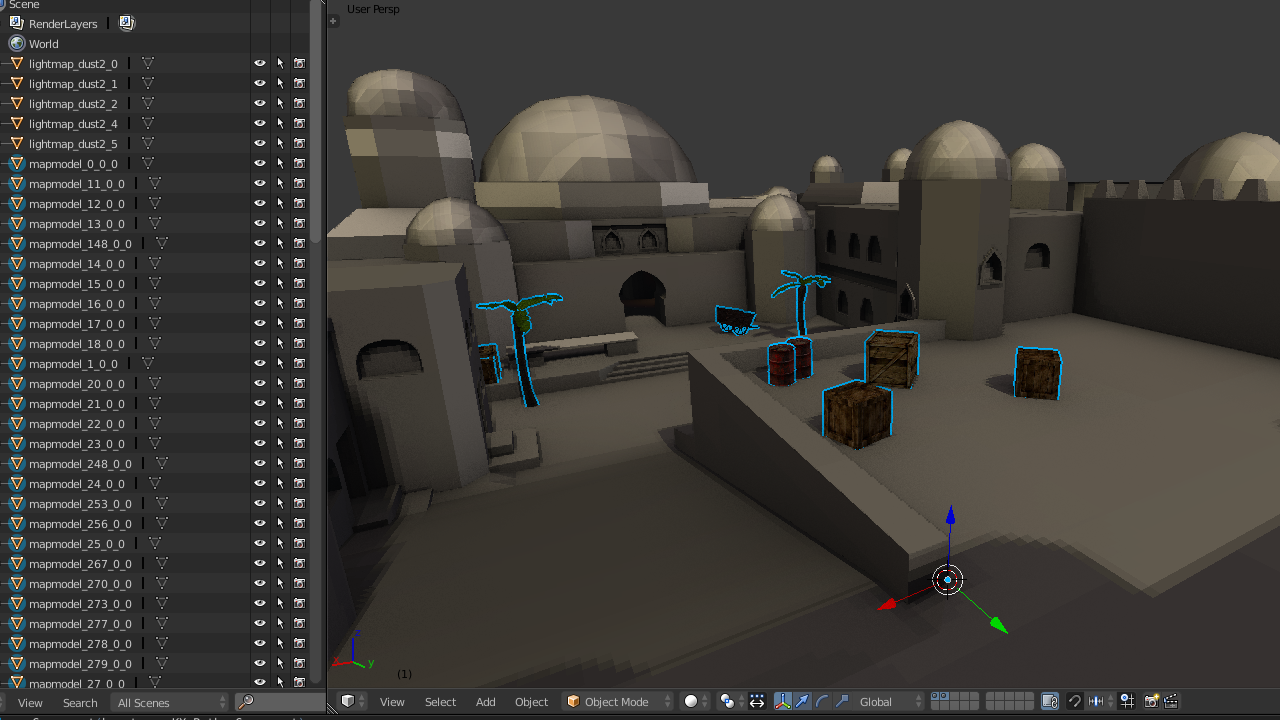 Scene
RenderLayers
World
lightmap_dust2_0
lightmap_dust2_1
lightmap_dust2_2
lightmap_dust2_4
lightmap_dust2_5
mapmodel_0_0_0
mapmodel_11_0_0
mapmodel_12_0_0
mapmodel_13_0_0
mapmodel_148_0_0
mapmodel_14_0_0
mapmodel_15_0_0
mapmodel_16_0_0
mapmodel_17_0_0
mapmodel_18_0_0
mapmodel_1_0_0
mapmodel_20_0_0
mapmodel_21_0_0
mapmodel_22_0_0
mapmodel_23_0_0
mapmodel_248_0_0
mapmodel_24_0_0
mapmodel_253_0_0
mapmodel_256_0_0
mapmodel_25_0_0
mapmodel_267_0_0
mapmodel_270_0_0
mapmodel_273_0_0
mapmodel_277_0_0
mapmodel_278_0_0
mapmodel_279_0_0
mapmodel_27_0_0
View Search All Scenes
User Persp
z
x y
(1)
View Select Add Object Object Mode Global